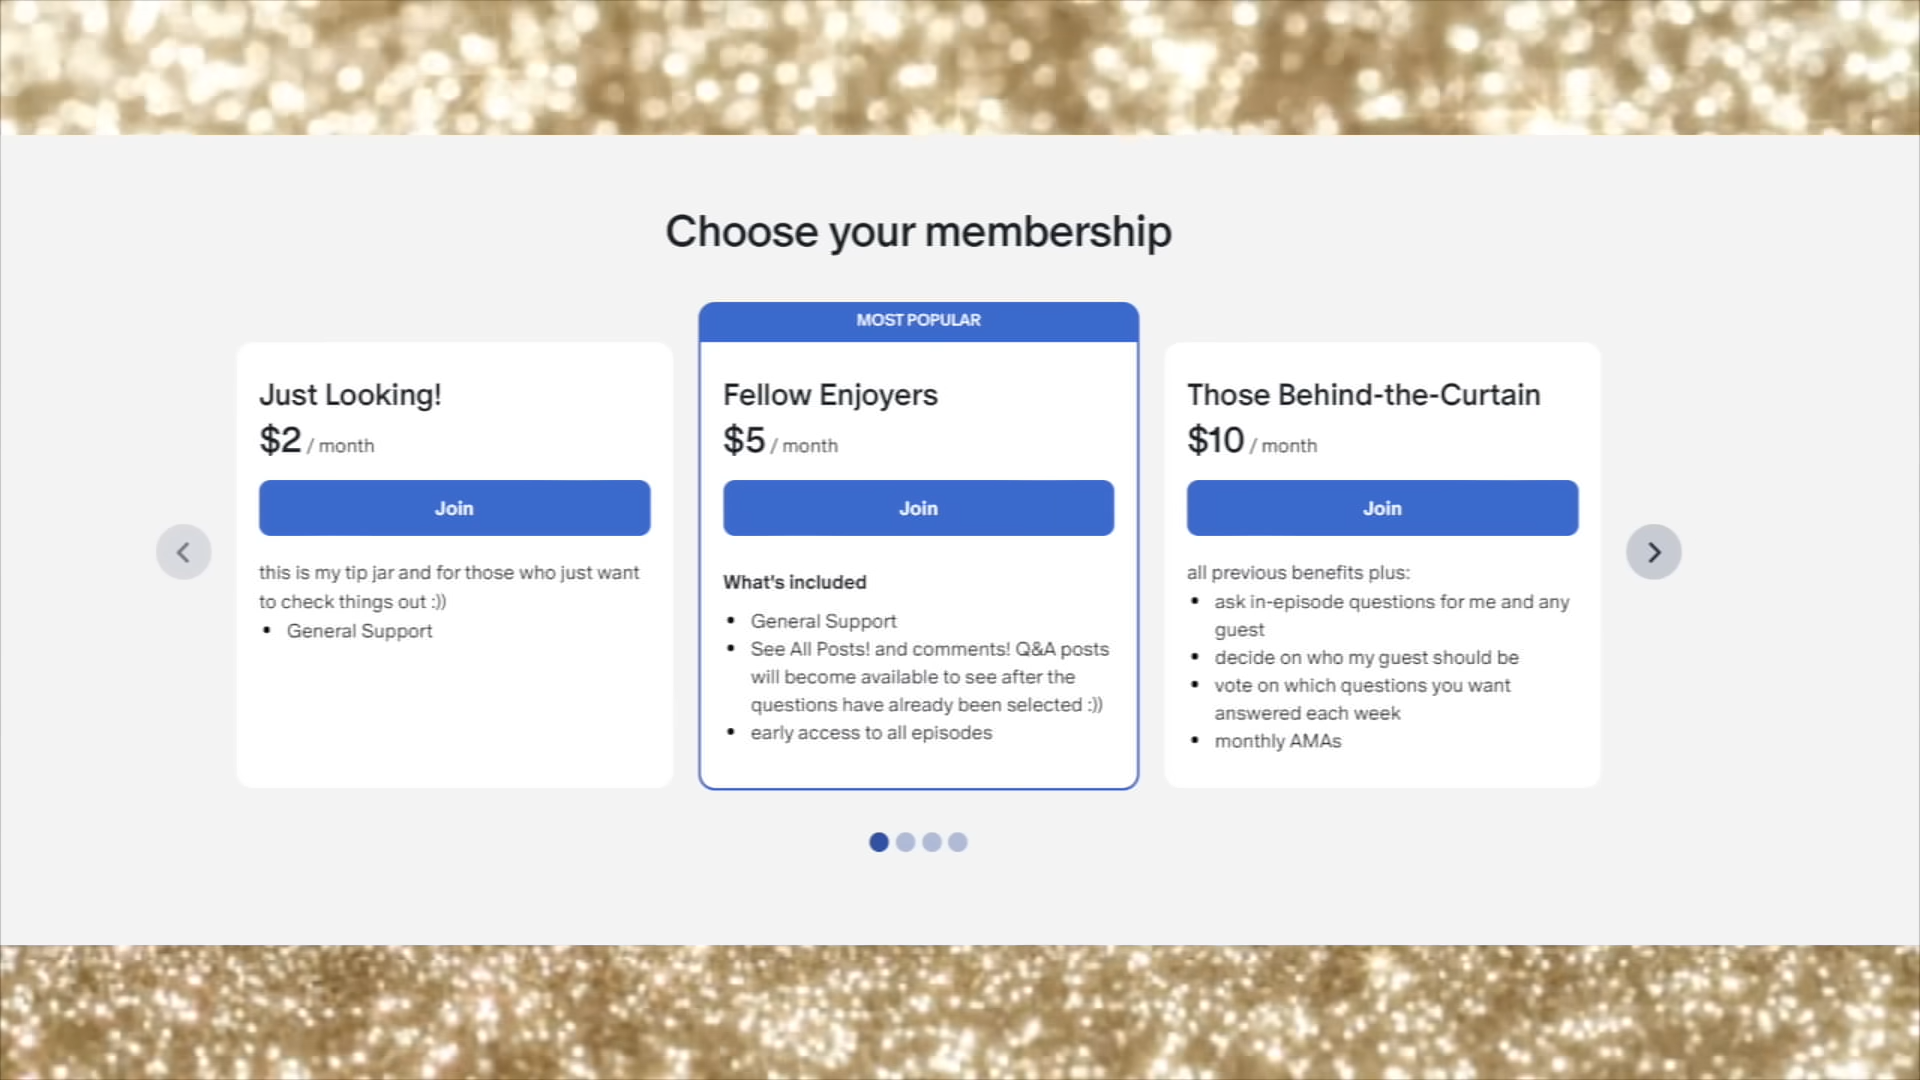 Choose your membership
Just Looking!
$2 / month
Join
this is my tip jar and for those who just want
to check things out :))
• General Support
MOST POPULAR
Fellow Enjoyers
$5 / month
Join
What's included
• General Support
• See All Posts! and comments! Q&A posts
will become available to see after the
questions have already been selected :))
• early access to all episodes
Those Behind-the-Curtain
$10 / month
Join
all previous benefits plus:
• ask in-episode questions for me and any
guest
• decide on who my guest should be
• vote on which questions you want
answered each week
• monthly AMAs